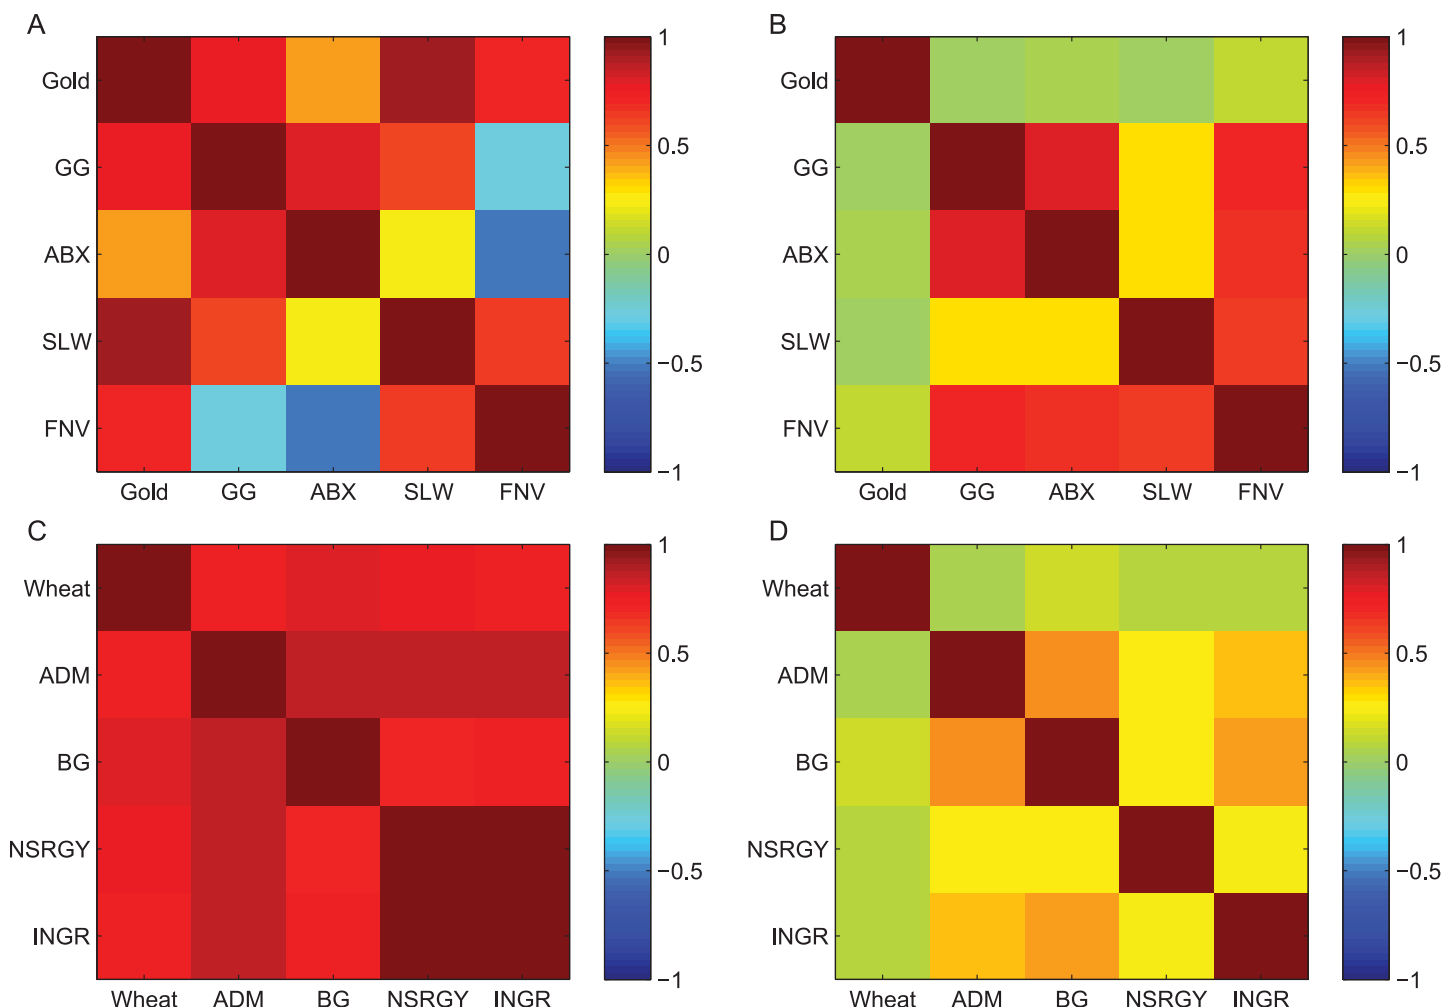 A
Gold
GG
ABX
SLW
FNV
Gold GG ABX SLW FNV
1
0.5
0
−0.5
−1
B
Gold
GG
ABX
SLW
FNV
Gold GG ABX SLW FNV
1
0.5
0
−0.5
−1
C
Wheat
ADM
BG
NSRGY
INGR
Wheat ADM BG NSRGY INGR
1
0.5
0
−0.5
−1
D
Wheat
ADM
BG
NSRGY
INGR
Wheat ADM BG NSRGY INGR
1
0.5
0
−0.5
−1